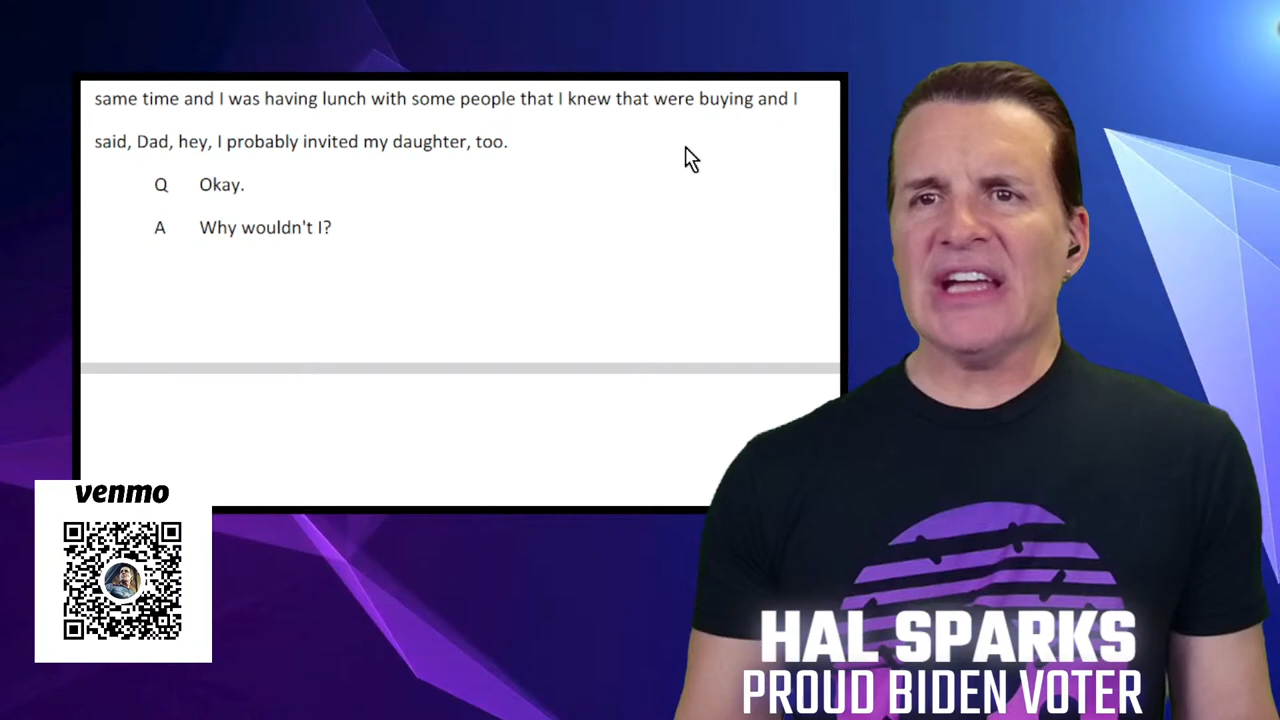 same time and I was having lunch with some people that I knew that were buying and I
said, Dad, hey, I probably invited my daughter, too.
Q Okay.
A Why wouldn't I?
venmo
HAL SPARKS
PROUD BIDEN VOTER